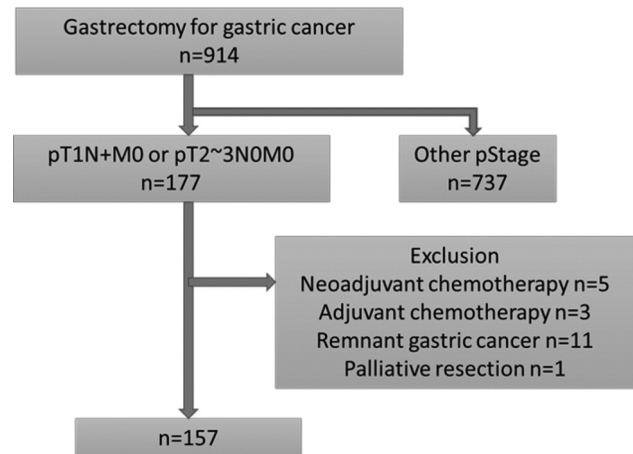 Gastrectomy for gastric cancer
n=914
pT1N+M0 or pT2~3N0M0
n=177
Other pStage
n=737
Exclusion
Neoadjuvant chemotherapy n=5
Adjuvant chemotherapy n=3
Remnant gastric cancer n=11
Palliative resection n=1
n=157